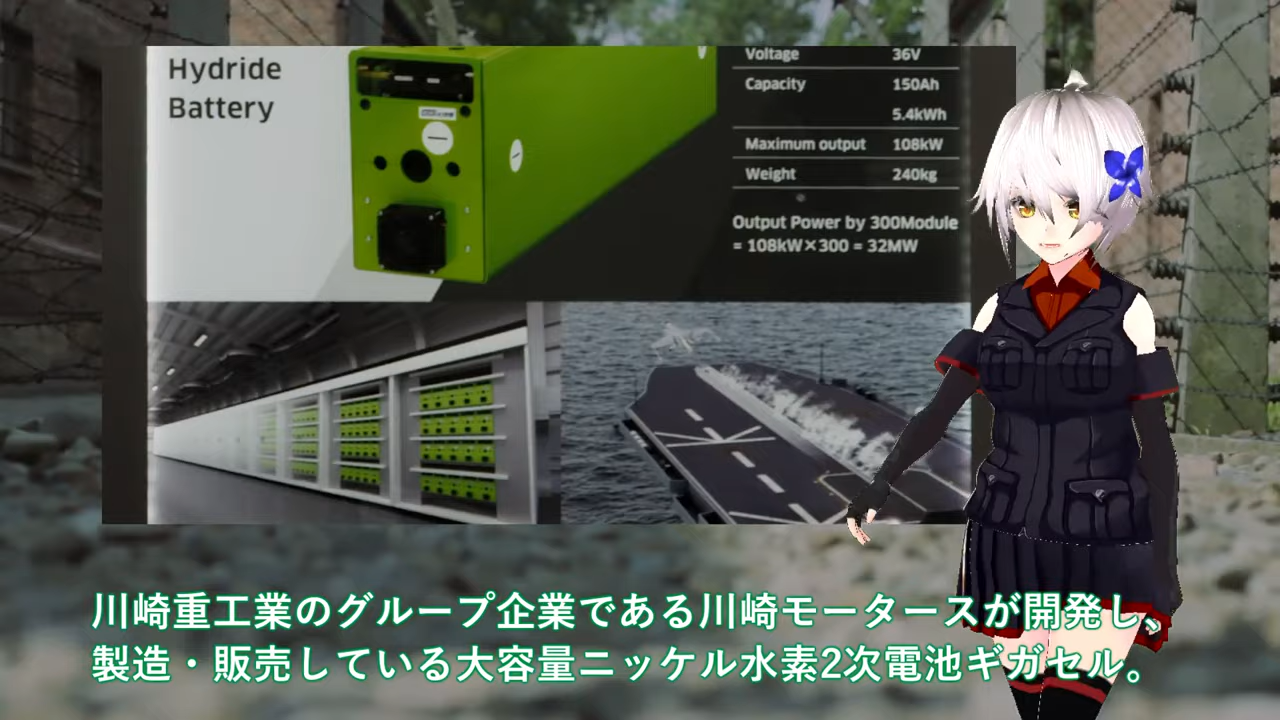 Hydride
Battery
Voltage 36V
Capacity 150Ah
5.4kWh
Maximum output 108kW
Weight 240kg
Output Power by 300Module
= 108kW×300 = 32MW
川崎重工業のグループ企業である川崎モータースが開発し、
製造・販売している大容量ニッケル水素2次電池ギガセル。